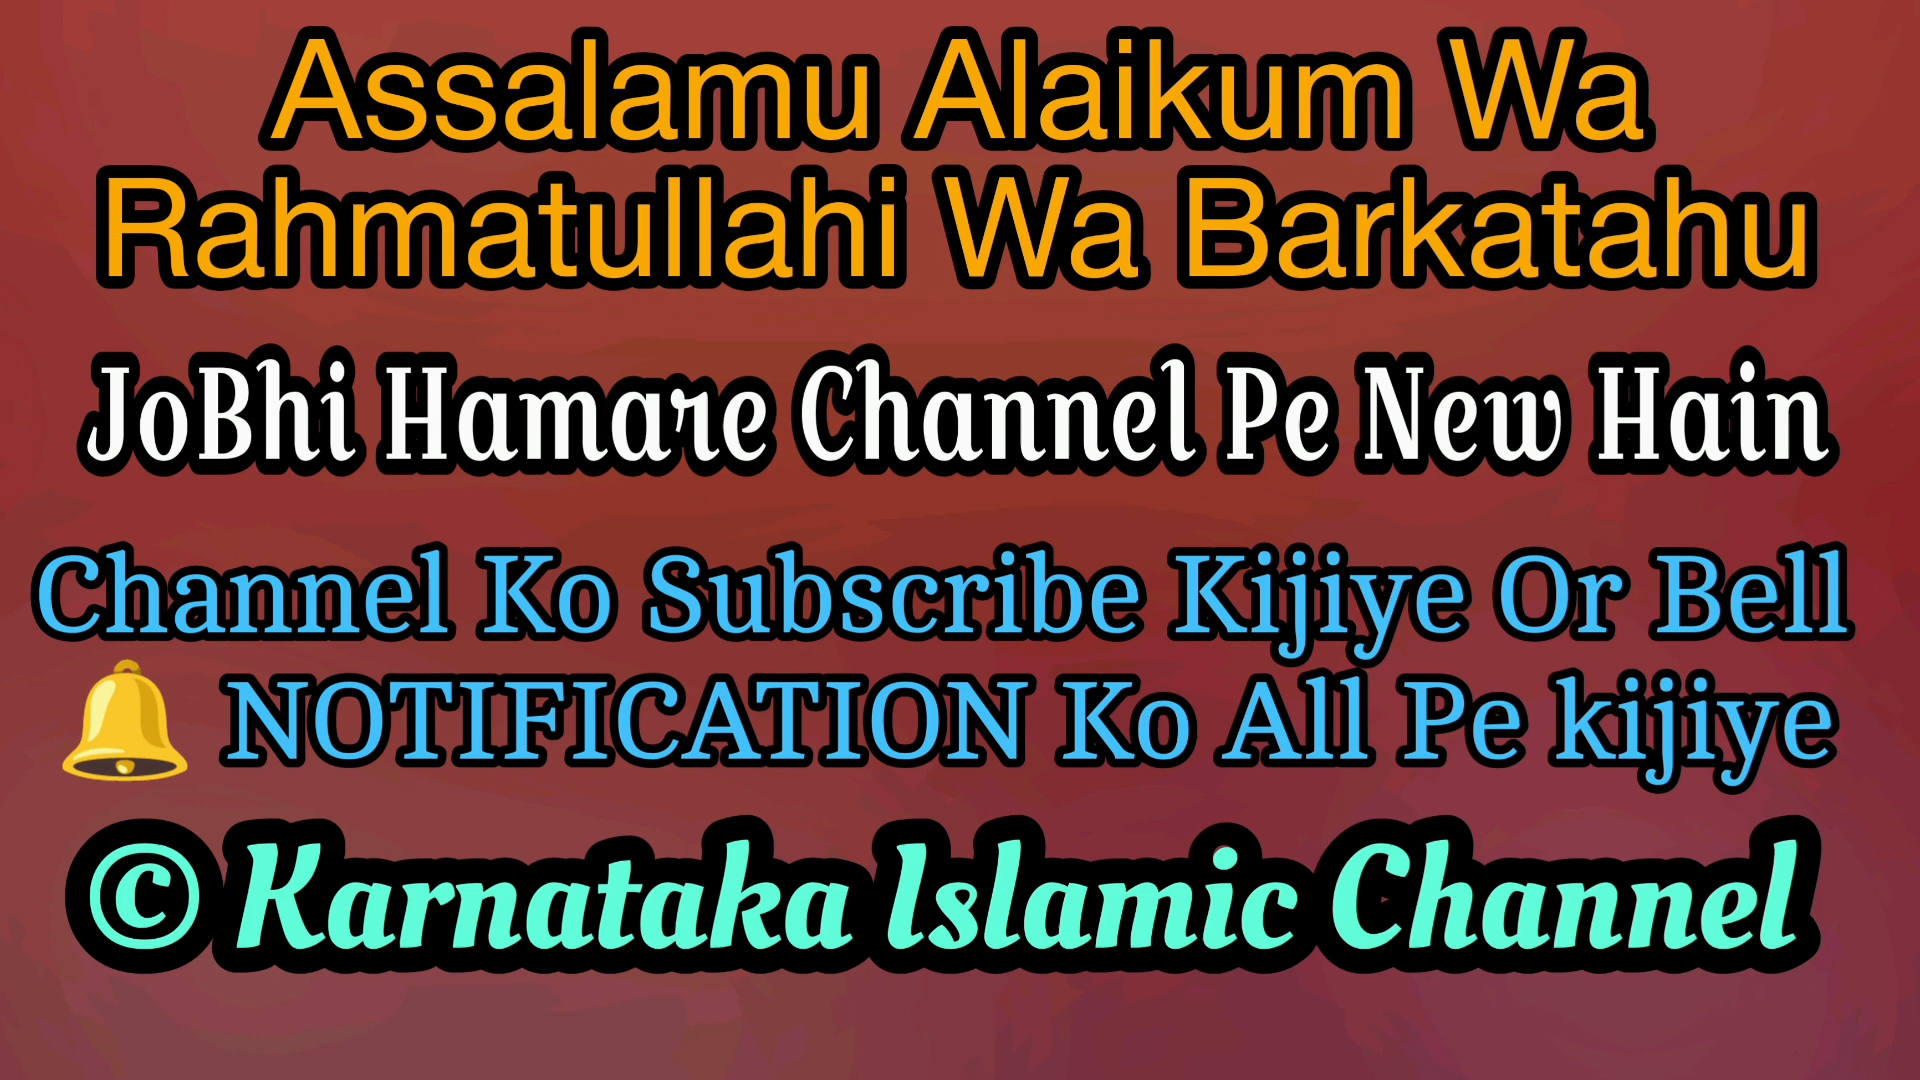 Assalamu Alaikum Wa
Rahmatullahi Wa Barkatahu
JoBhi Hamare Channel Pe New Hain
Channel Ko Subscribe Kijiye Or Bell
🔔 NOTIFICATION Ko All Pe kijiye
© Karnataka Islamic Channel